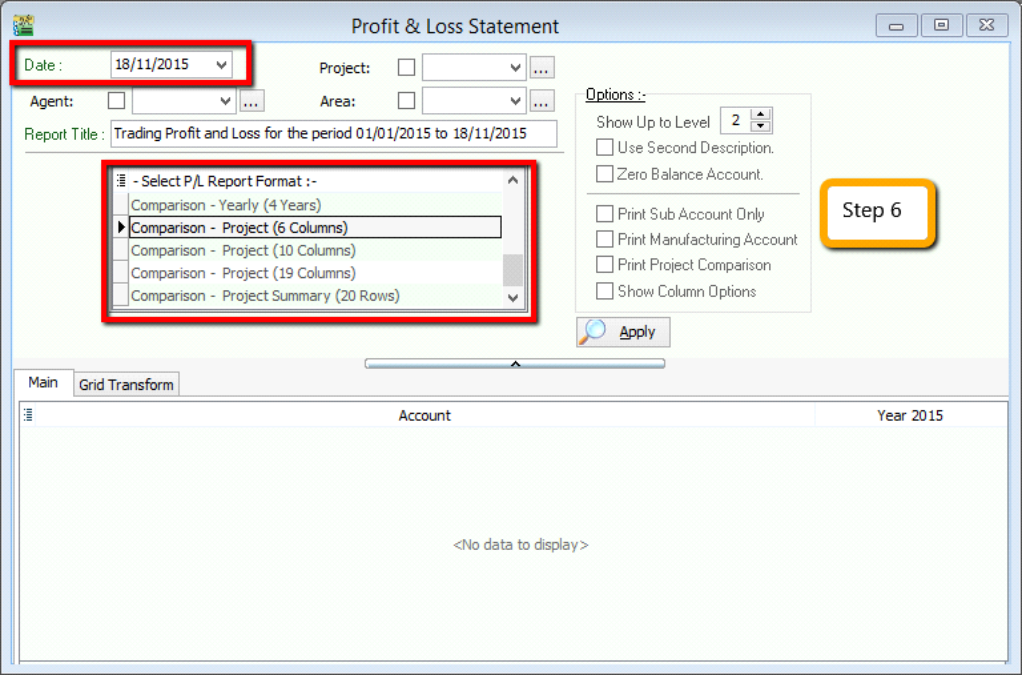 Profit & Loss Statement
Date :
18/11/2015
Project:
...
Agent:
...
Area:
...
Report Title :
Trading Profit and Loss for the period 01/01/2015 to 18/11/2015
Options :-
Show Up to Level
2
Use Second Description.
Zero Balance Account.
Print Sub Account Only
Print Manufacturing Account
Print Project Comparison
Show Column Options
- Select P/L Report Format :-
Comparison - Yearly (4 Years)
Comparison - Project (6 Columns)
Comparison - Project (10 Columns)
Comparison - Project (19 Columns)
Comparison - Project Summary (20 Rows)
Step 6
Apply
Main
Grid Transform
Account
Year 2015
<No data to display>